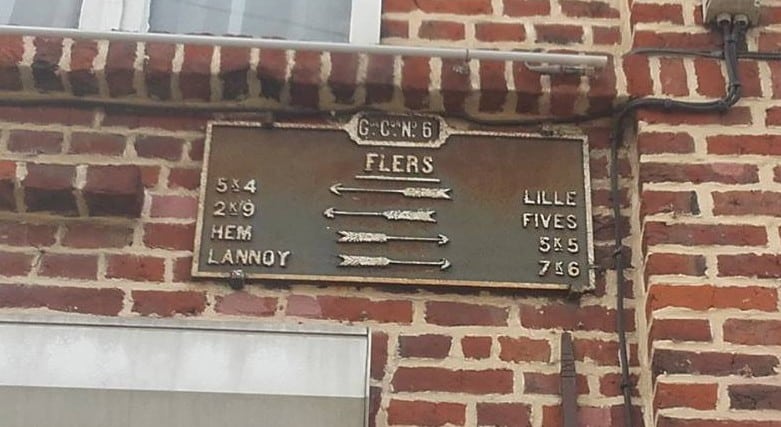 G.C.N.6
FLERS
5K4 LILLE
2K9 FIVES
HEM 5K5
LANNOY 7K6